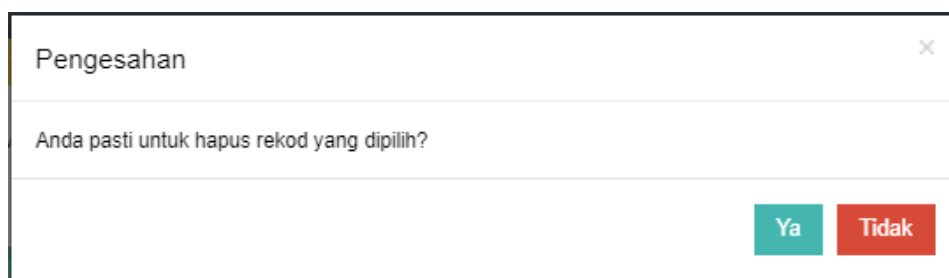 Pengesahan
×
Anda pasti untuk hapus rekod yang dipilih?
Ya
Tidak